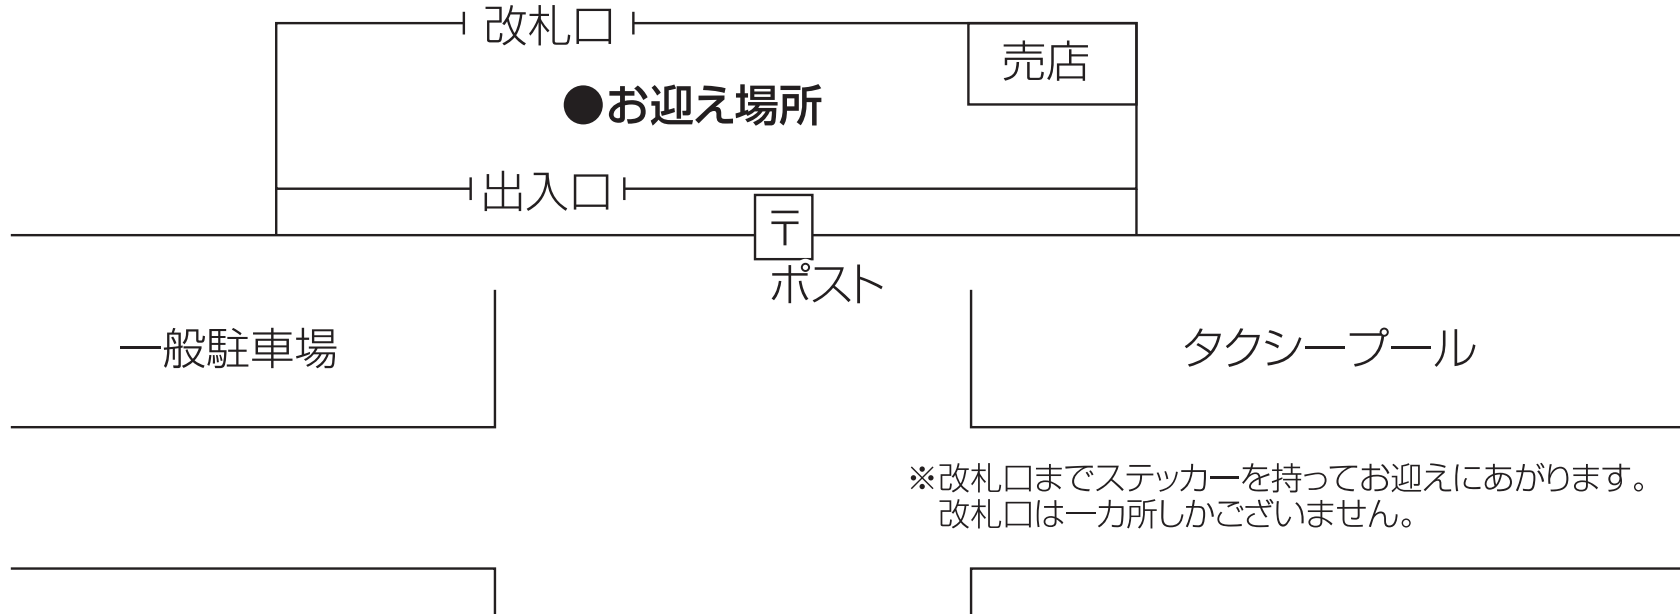 改札口
売店
●お迎え場所
出入口
〒
ポスト
一般駐車場
タクシープール
※改札口までステッカーを持ってお迎えにあがります。
改札口は一カ所しかございません。